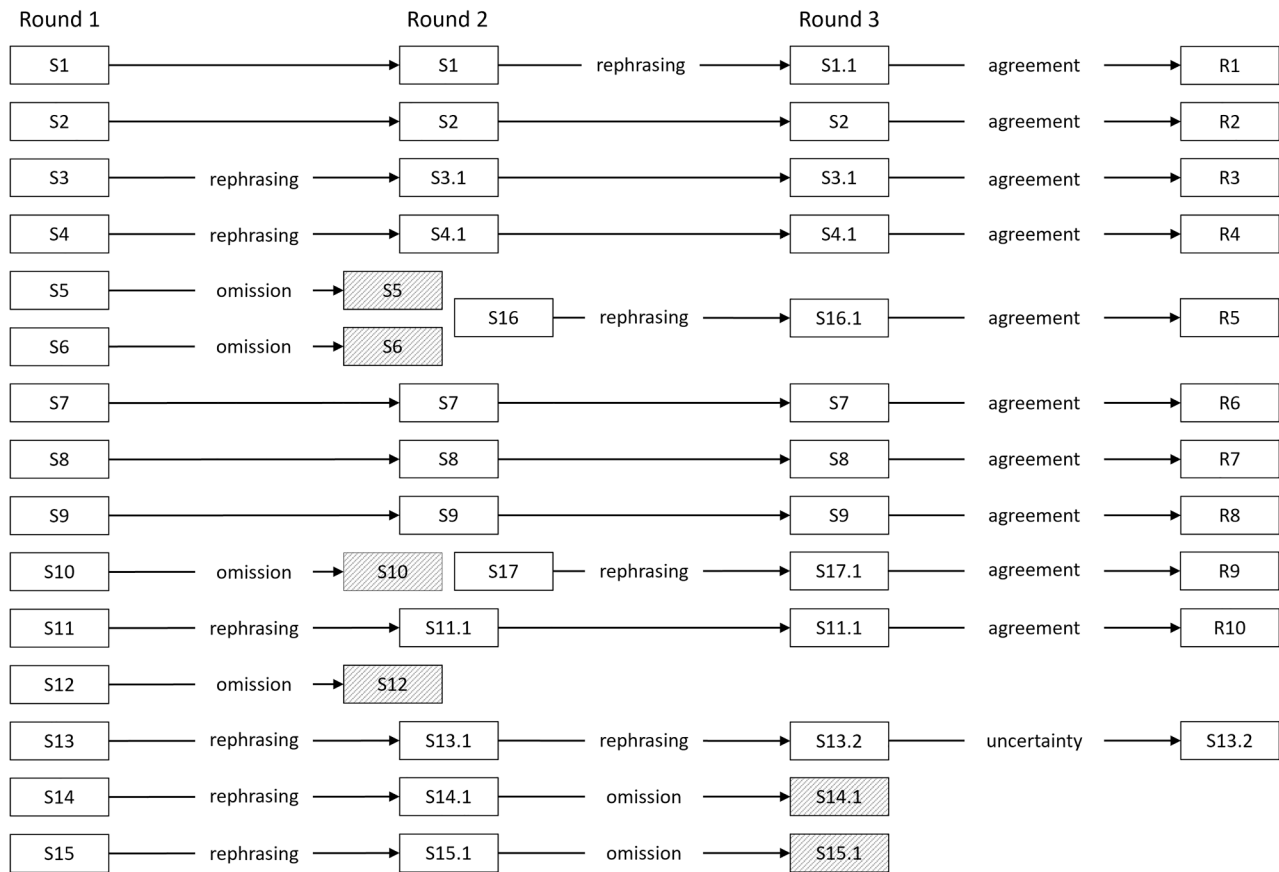 Round 1 Round 2 Round 3
S1 S1 rephrasing S1.1 agreement R1
S2 S2 S2 agreement R2
S3 rephrasing S3.1 S3.1 agreement R3
S4 rephrasing S4.1 S4.1 agreement R4
S5 omission S5
S16 rephrasing S16.1 agreement R5
S6 omission S6
S7 S7 S7 agreement R6
S8 S8 S8 agreement R7
S9 S9 S9 agreement R8
S10 omission S10 S17 rephrasing S17.1 agreement R9
S11 rephrasing S11.1 S11.1 agreement R10
S12 omission S12
S13 rephrasing S13.1 rephrasing S13.2 uncertainty S13.2
S14 rephrasing S14.1 omission S14.1
S15 rephrasing S15.1 omission S15.1